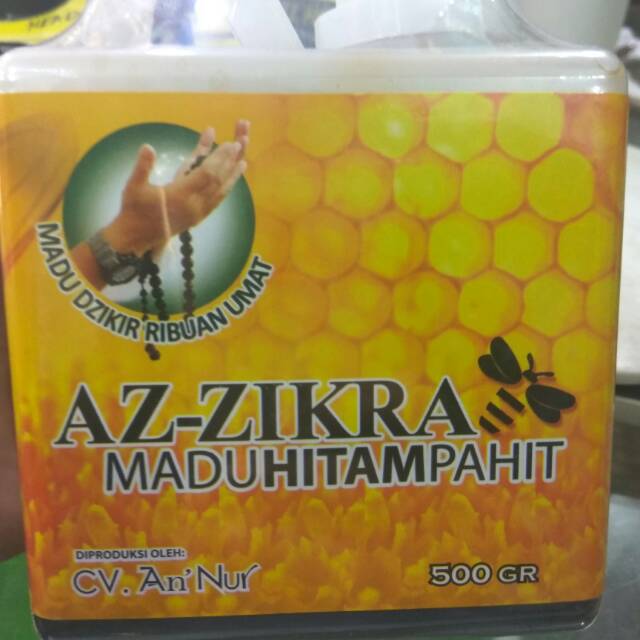 MADU DZIKIR RIBUAN UMAT
AZ-ZIKRA
MADUHITAMPAHIT
DIPRODUKSI OLEH:
CV. An'Nur
500 GR